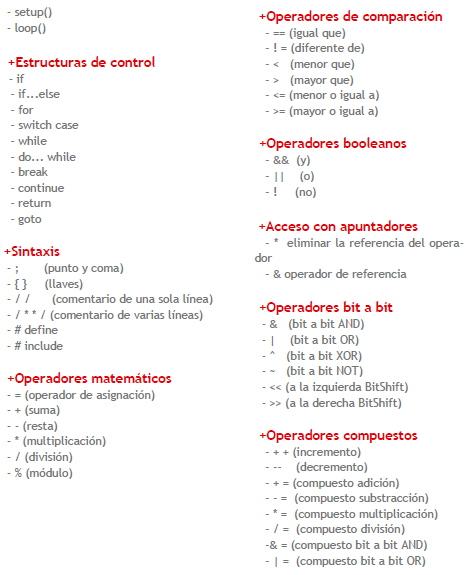 - setup()
- loop()
+Estructuras de control
- if
- if...else
- for
- switch case
- while
- do... while
- break
- continue
- return
- goto
+Sintaxis
- ; (punto y coma)
- { } (llaves)
- / / (comentario de una sola línea)
- / * * / (comentario de varias líneas)
- # define
- # include
+Operadores matemáticos
- = (operador de asignación)
- + (suma)
- - (resta)
- * (multiplicación)
- / (división)
- % (módulo)
+Operadores de comparación
- == (igual que)
- ! = (diferente de)
- < (menor que)
- > (mayor que)
- <= (menor o igual a)
- >= (mayor o igual a)
+Operadores booleanos
- && (y)
- || (o)
- ! (no)
+Acceso con apuntadores
- * eliminar la referencia del opera-
dor
- & operador de referencia
+Operadores bit a bit
- & (bit a bit AND)
- | (bit a bit OR)
- ^ (bit a bit XOR)
- ~ (bit a bit NOT)
- << (a la izquierda BitShift)
- >> (a la derecha BitShift)
+Operadores compuestos
- + + (incremento)
- -- (decremento)
- + = (compuesto adición)
- - = (compuesto substracción)
- * = (compuesto multiplicación)
- / = (compuesto división)
-& = (compuesto bit a bit AND)
- | = (compuesto bit a bit OR)